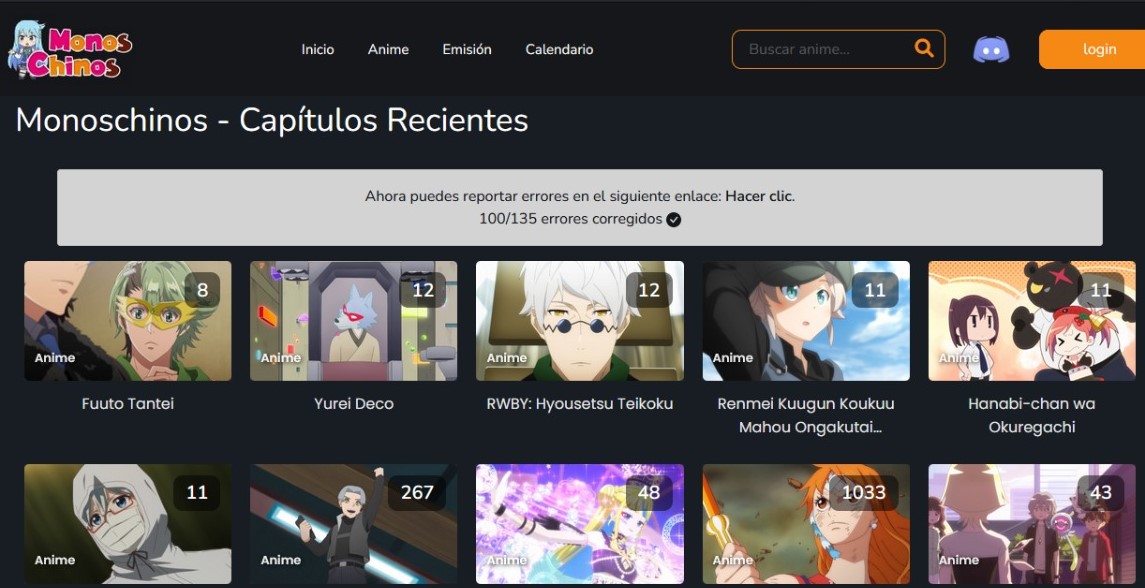 Monos
Chinos
Inicio
Anime
Emisión
Calendario
Buscar anime...
login
Monoschinos - Capítulos Recientes
Ahora puedes reportar errores en el siguiente enlace: Hacer clic.
100/135 errores corregidos
8
12
12
11
11
Anime
Anime
Anime
Anime
Anime
Fuuto Tantei
Yurei Deco
RWBY: Hyousetsu Teikoku
Renmei Kuugun Koukuu
Mahou Ongakutai...
Hanabi-chan wa
Okuregachi
11
267
48
1033
43
Anime
Anime
Anime
Anime
Anime